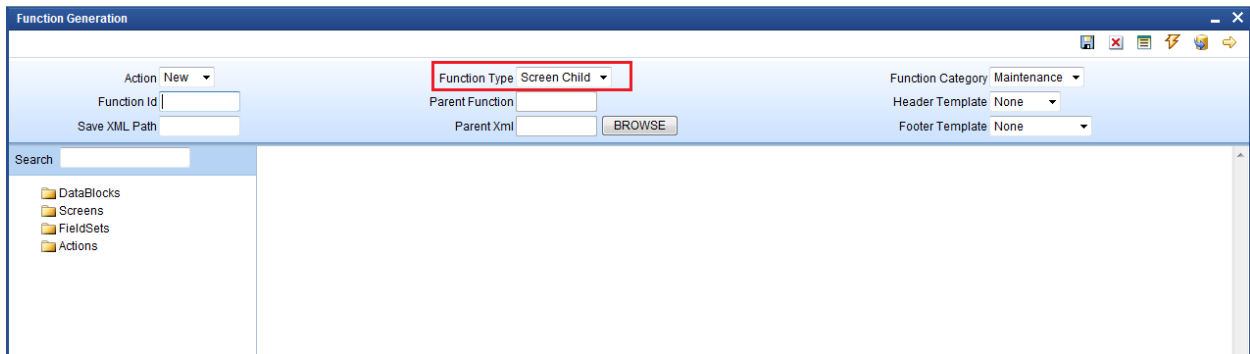 Function Generation
Action New Function Type Screen Child Function Category Maintenance
Function Id Parent Function Header Template None
Save XML Path Parent Xml BROWSE Footer Template None
Search
DataBlocks
Screens
FieldSets
Actions